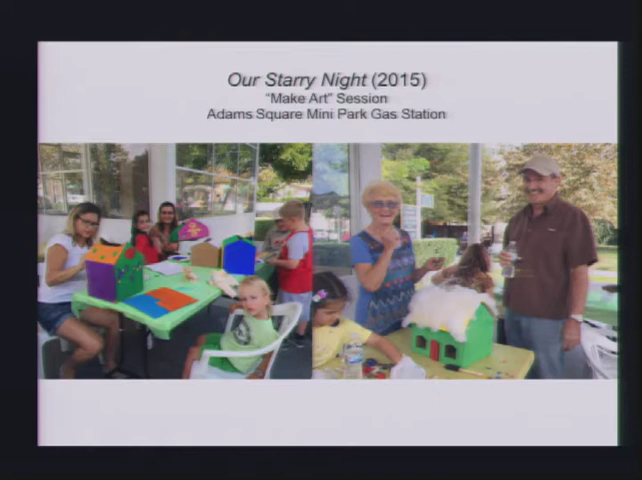 Our Starry Night (2015)
"Make Art" Session
Adams Square Mini Park Gas Station